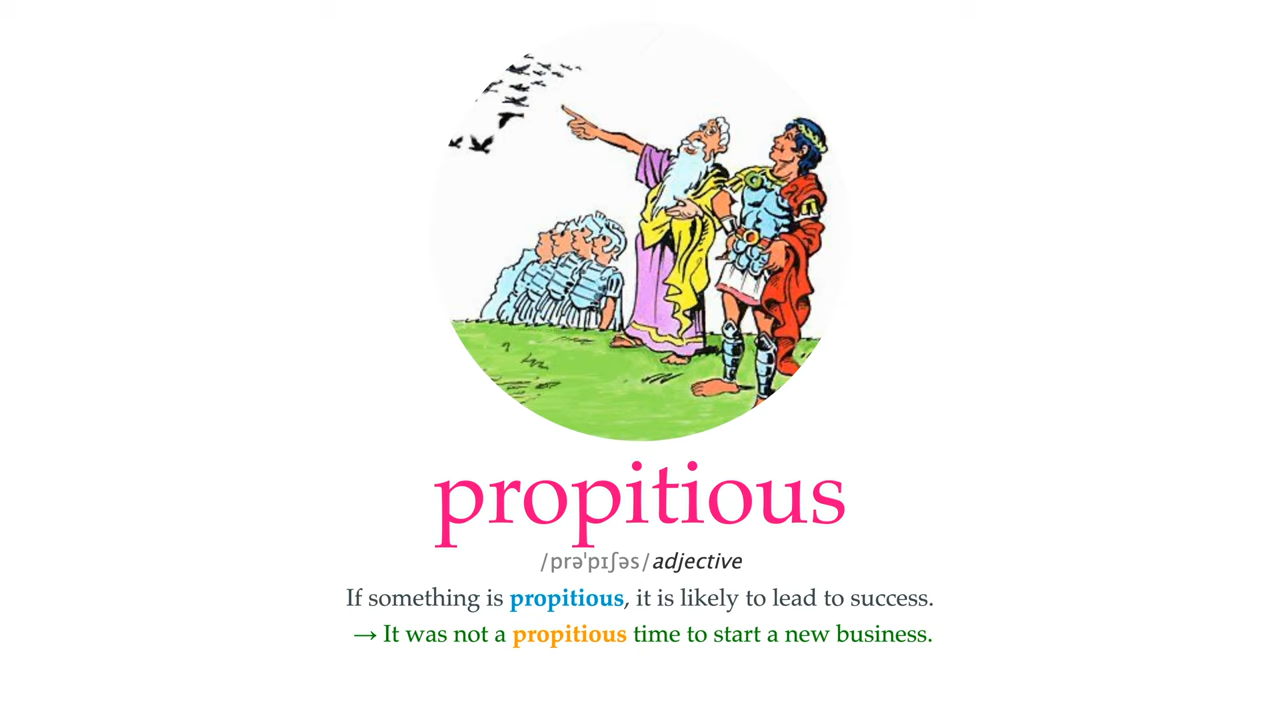 propitious
/prəˈpɪʃəs/ adjective
If something is propitious, it is likely to lead to success.
→ It was not a propitious time to start a new business.